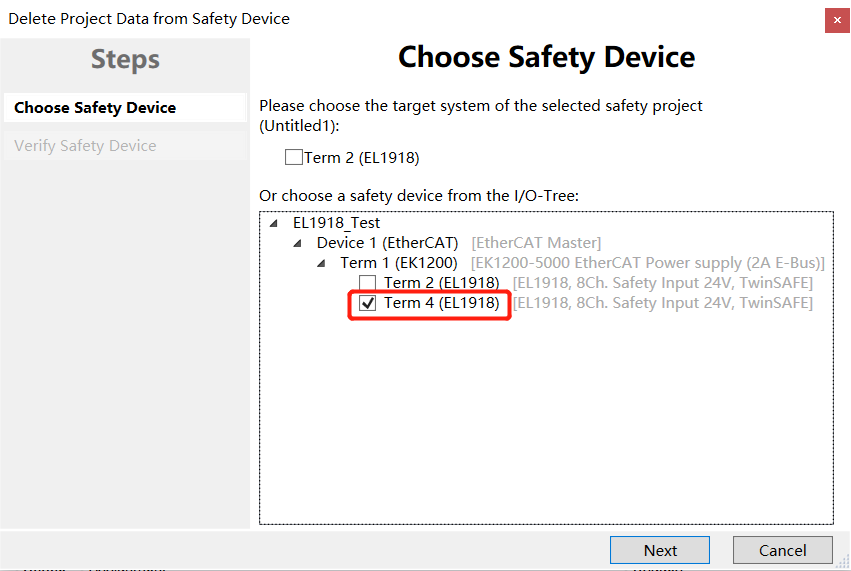 Delete Project Data from Safety Device
Steps
Choose Safety Device
Verify Safety Device
Choose Safety Device
Please choose the target system of the selected safety project
(Untitled1):
Term 2 (EL1918)
Or choose a safety device from the I/O-Tree:
EL1918_Test
Device 1 (EtherCAT) [EtherCAT Master]
Term 1 (EK1200) [EK1200-5000 EtherCAT Power supply (2A E-Bus)]
Term 2 (EL1918) [EL1918, 8Ch. Safety Input 24V, TwinSAFE]
Term 4 (EL1918) [EL1918, 8Ch. Safety Input 24V, TwinSAFE]
Next
Cancel